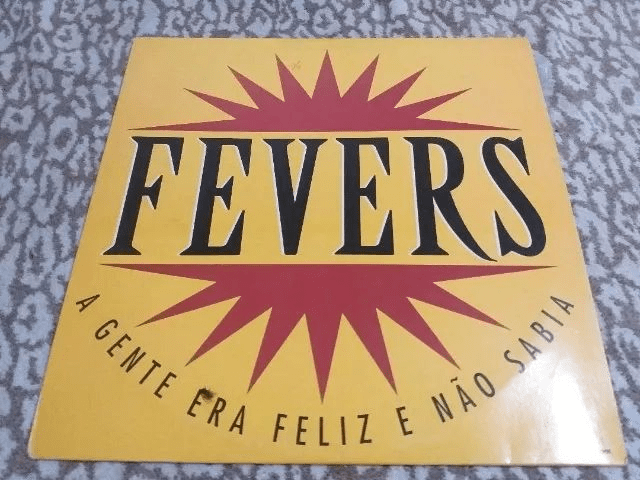 FEVERS
A GENTE ERA FELIZ E NÃO SABIA